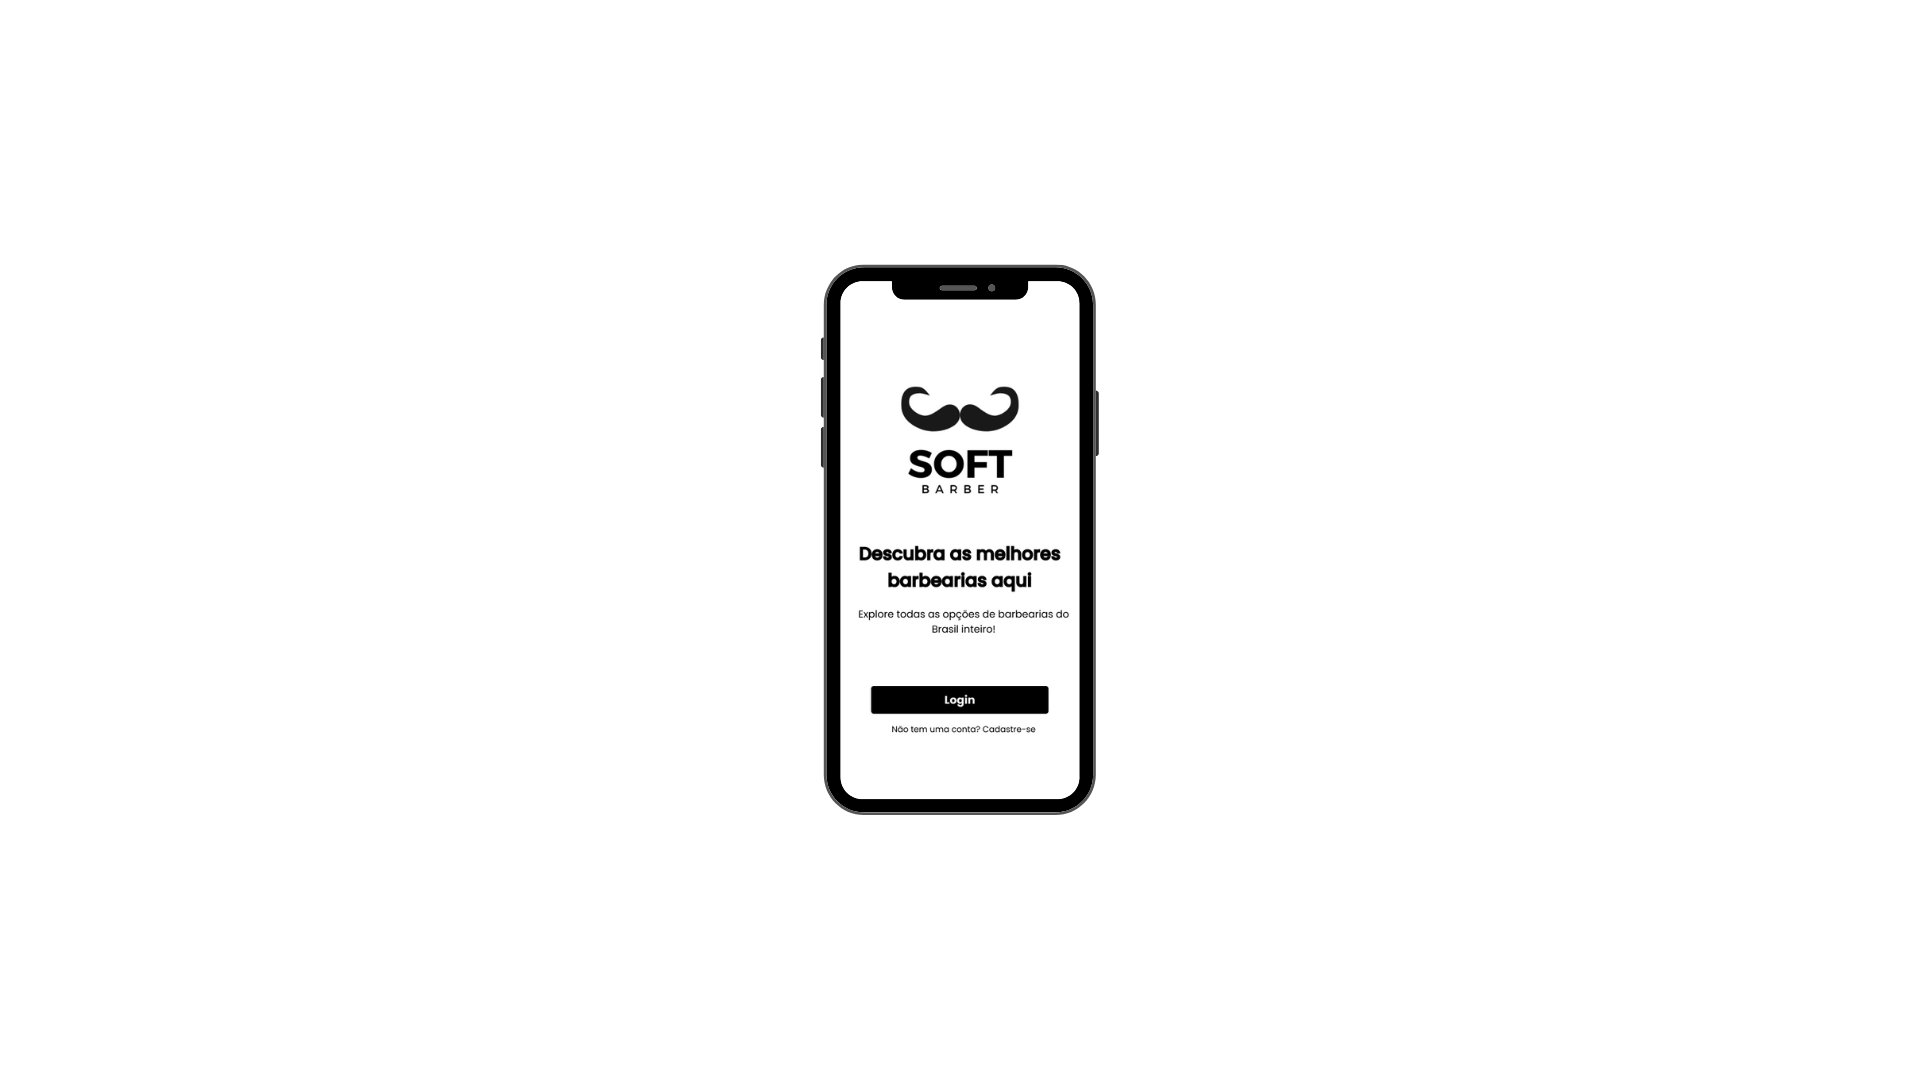 SOFT
BARBER
Descubra as melhores
barbearias aqui
Explore todas as opções de barbearias do
Brasil inteiro!
Login
Não tem uma conta? Cadastre-se